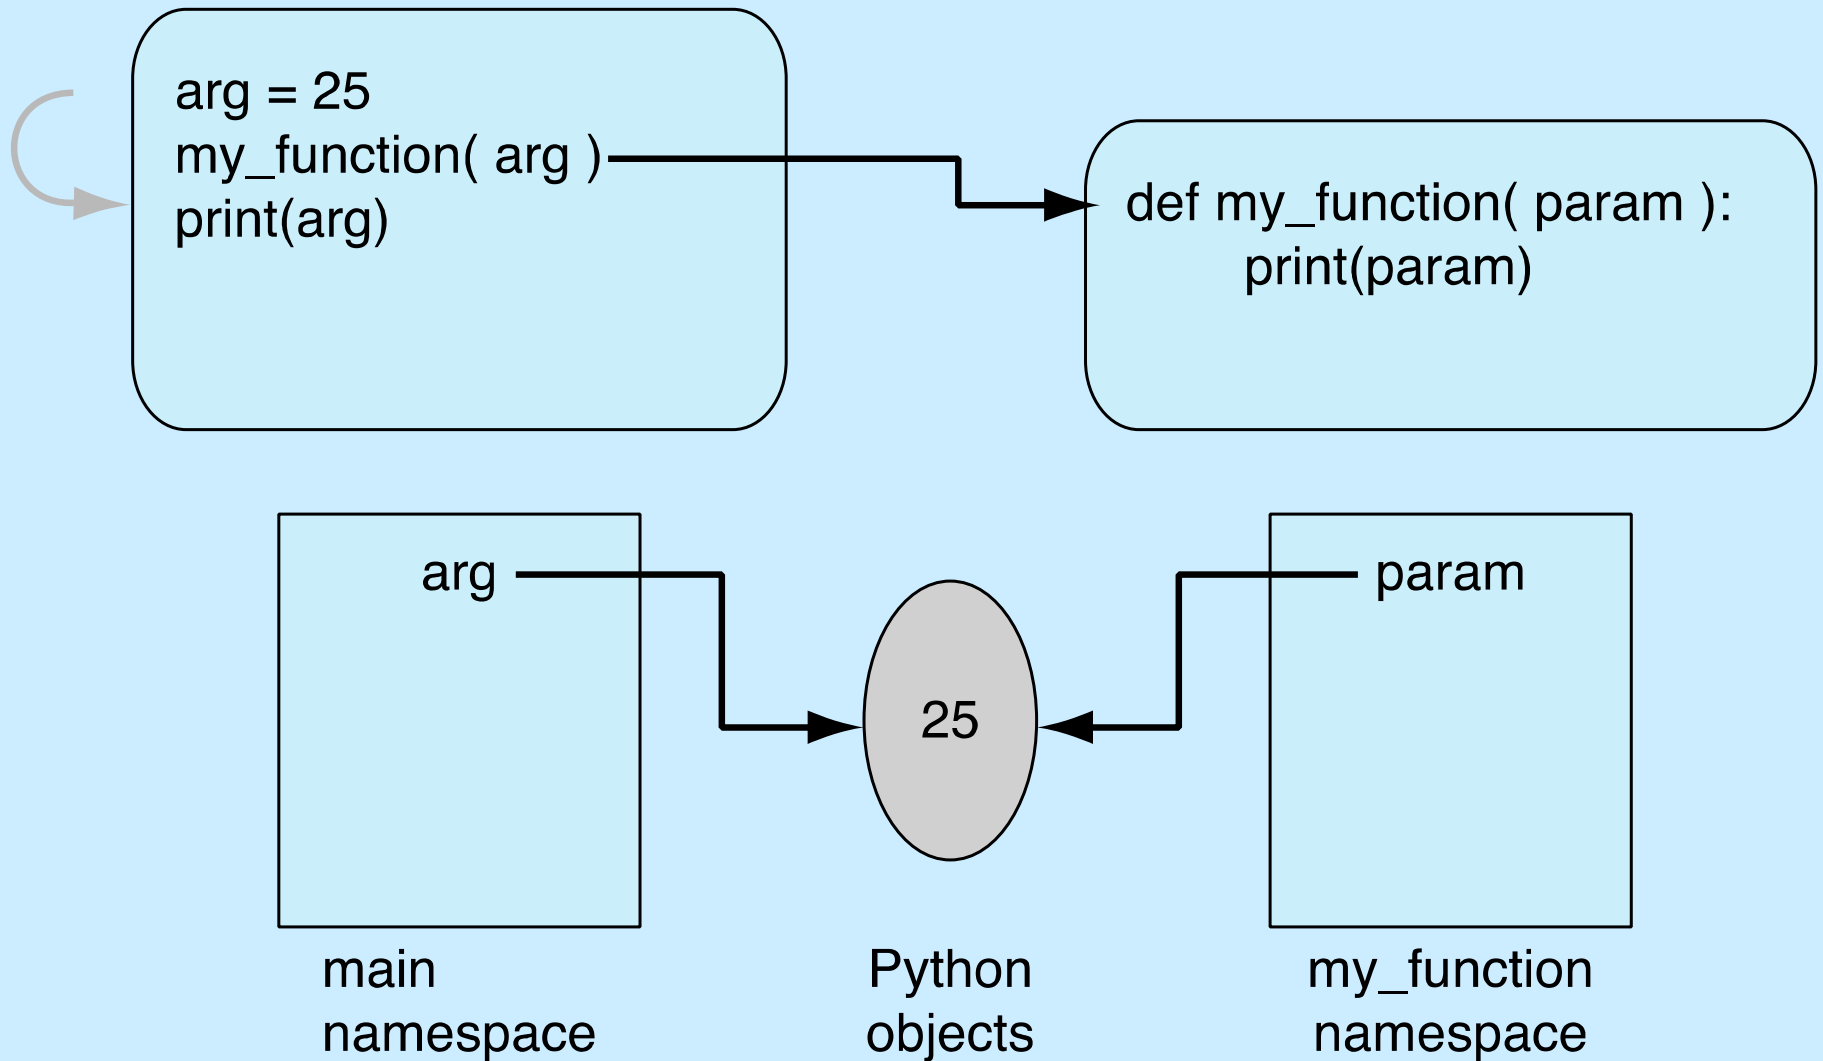 arg = 25
my_function( arg )
print(arg)
def my_function( param ):
print(param)
arg
25
param
main
namespace
Python
objects
my_function
namespace